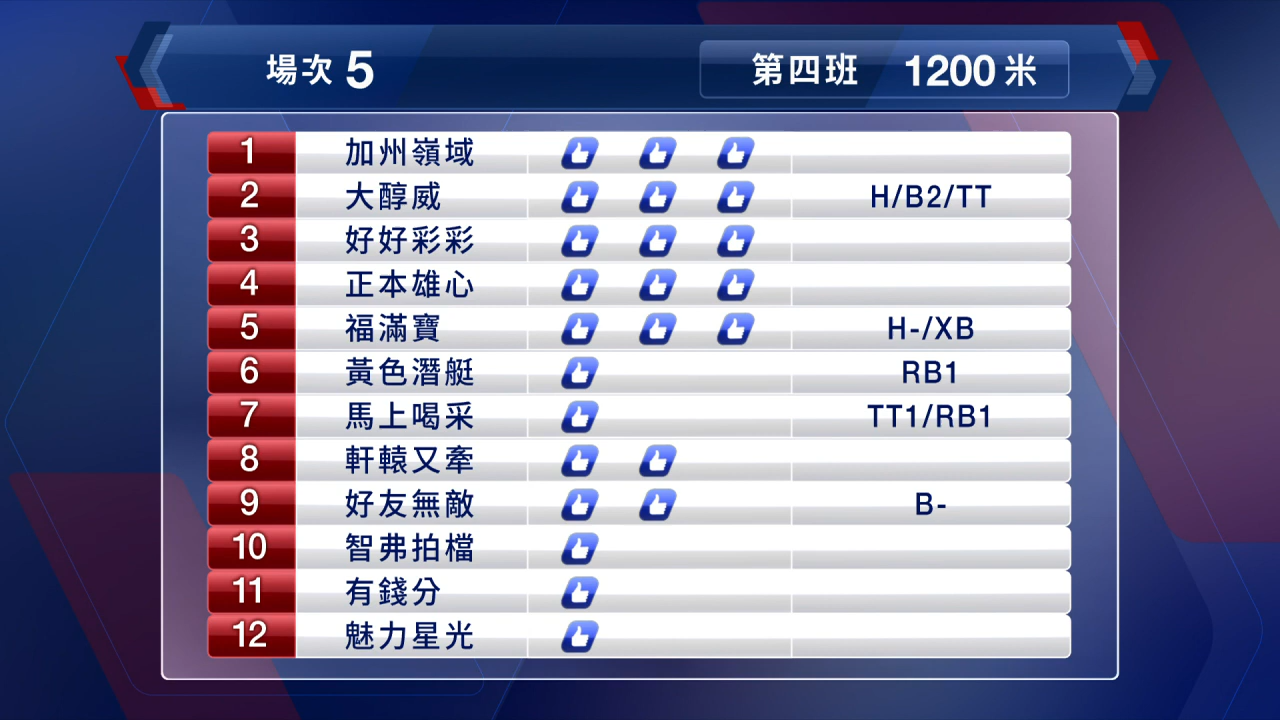 場次 5 第四班 1200 米
1 加州嶺域
2 大醇威 H/B2/TT
3 好好彩彩
4 正本雄心
5 福滿寶 H-/XB
6 黃色潛艇 RB1
7 馬上喝采 TT1/RB1
8 軒轅又牽
9 好友無敵 B-
10 智弗拍檔
11 有錢分
12 魅力星光